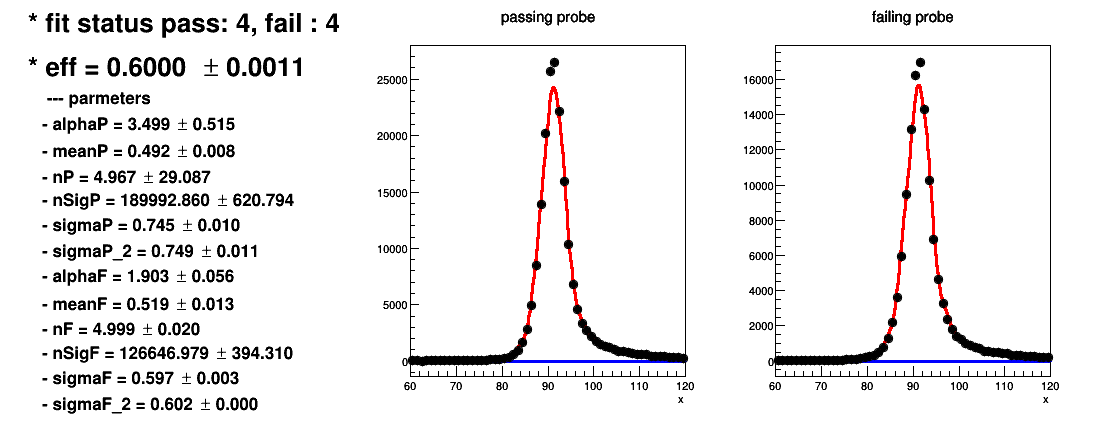 * fit status pass: 4, fail : 4
* eff = 0.6000 ± 0.0011
--- parmeters
- alphaP = 3.499 ± 0.515
- meanP = 0.492 ± 0.008
- nP = 4.967 ± 29.087
- nSigP = 189992.860 ± 620.794
- sigmaP = 0.745 ± 0.010
- sigmaP_2 = 0.749 ± 0.011
- alphaF = 1.903 ± 0.056
- meanF = 0.519 ± 0.013
- nF = 4.999 ± 0.020
- nSigF = 126646.979 ± 394.310
- sigmaF = 0.597 ± 0.003
- sigmaF_2 = 0.602 ± 0.000
passing probe
25000
20000
15000
10000
5000
0
60 70 80 90 100 110 120
x
failing probe
16000
14000
12000
10000
8000
6000
4000
2000
0
60 70 80 90 100 110 120
x